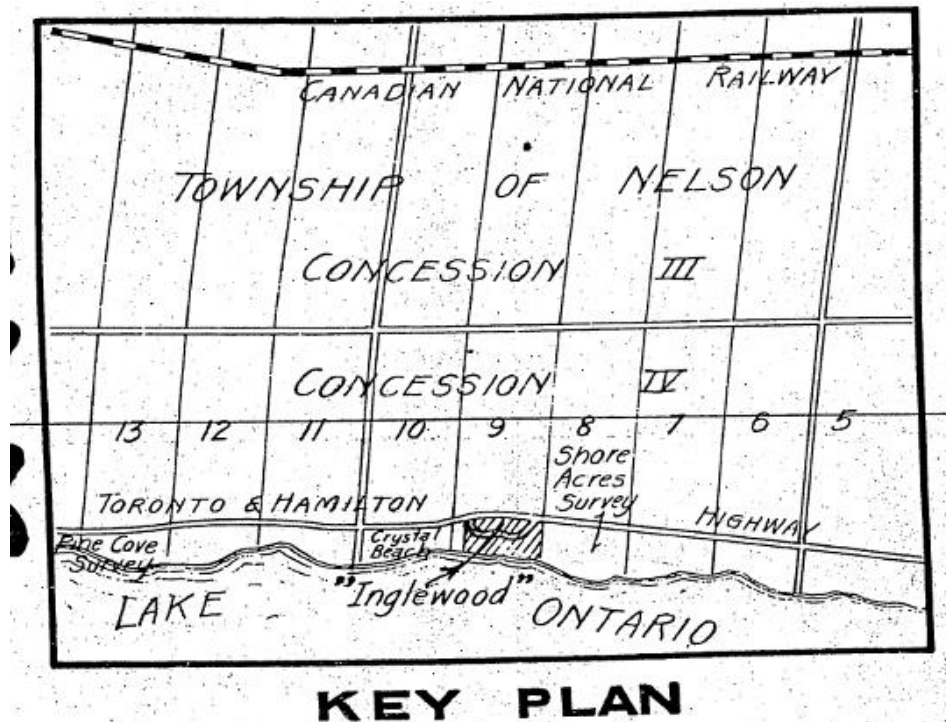 CANADIAN NATIONAL RAILWAY
TOWNSHIP OF NELSON
CONCESSION III
CONCESSION IV
13 12 11 10 9 8 7 6 5
Shore
Acres
Survey
TORONTO & HAMILTON HIGHWAY
Pine Cove
Survey
Crystal
Beach
"Inglewood"
LAKE ONTARIO
KEY PLAN